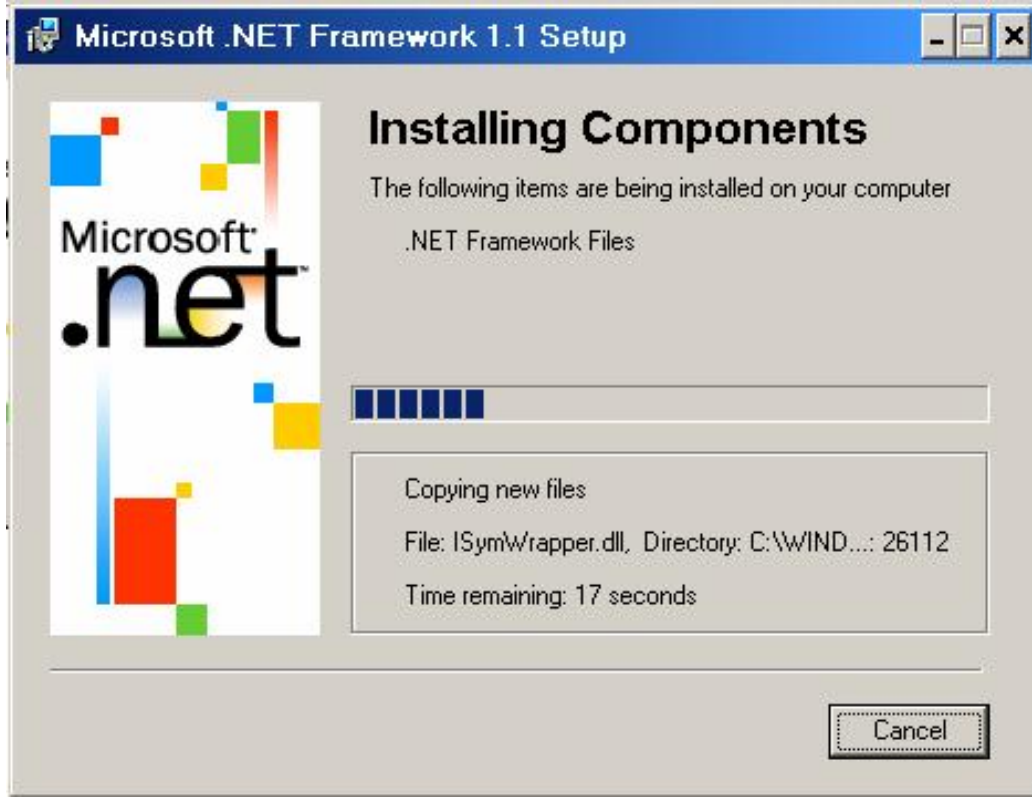 Microsoft .NET Framework 1.1 Setup
Installing Components
The following items are being installed on your computer
.NET Framework Files
Microsoft
.net
Copying new files
File: ISymWrapper.dll, Directory: C:\WIND...: 26112
Time remaining: 17 seconds
Cancel